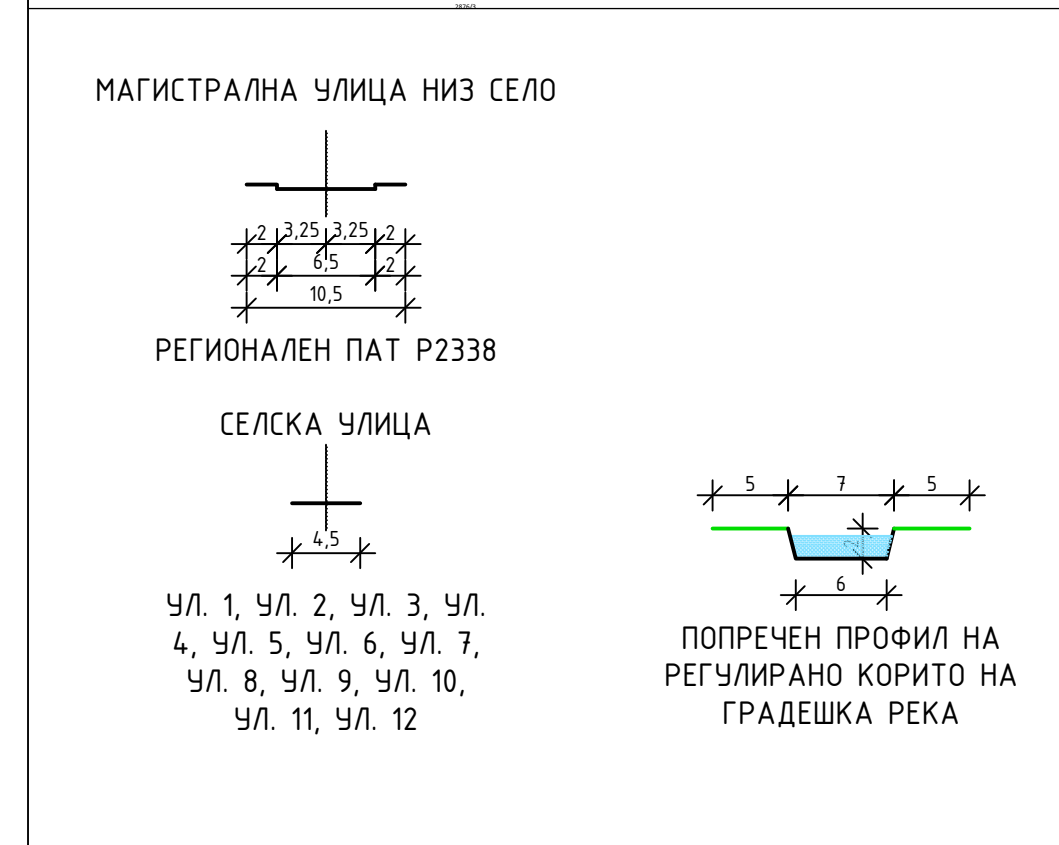 2876/3
МАГИСТРАЛНА УЛИЦА НИЗ СЕЛО
2 3,25 3,25 2
2 6,5 2
10,5
РЕГИОНАЛЕН ПАТ Р2338
СЕЛСКА УЛИЦА
4,5
УЛ. 1, УЛ. 2, УЛ. 3, УЛ.
4, УЛ. 5, УЛ. 6, УЛ. 7,
УЛ. 8, УЛ. 9, УЛ. 10,
УЛ. 11, УЛ. 12
5 7 5
2
6
ПОПРЕЧЕН ПРОФИЛ НА
РЕГУЛИРАНО КОРИТО НА
ГРАДЕШКА РЕКА